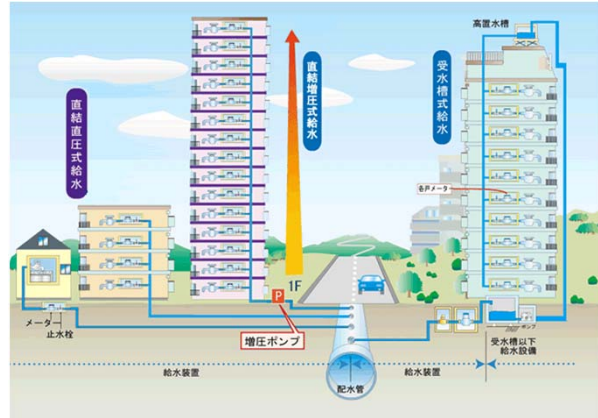 高置水槽
直結直圧式給水
直結増圧式給水
受水槽式給水
各戸メーター
P
1F
メーター
止水栓
増圧ポンプ
ポンプ
受水槽以下
給水設備
給水装置
配水管
給水装置